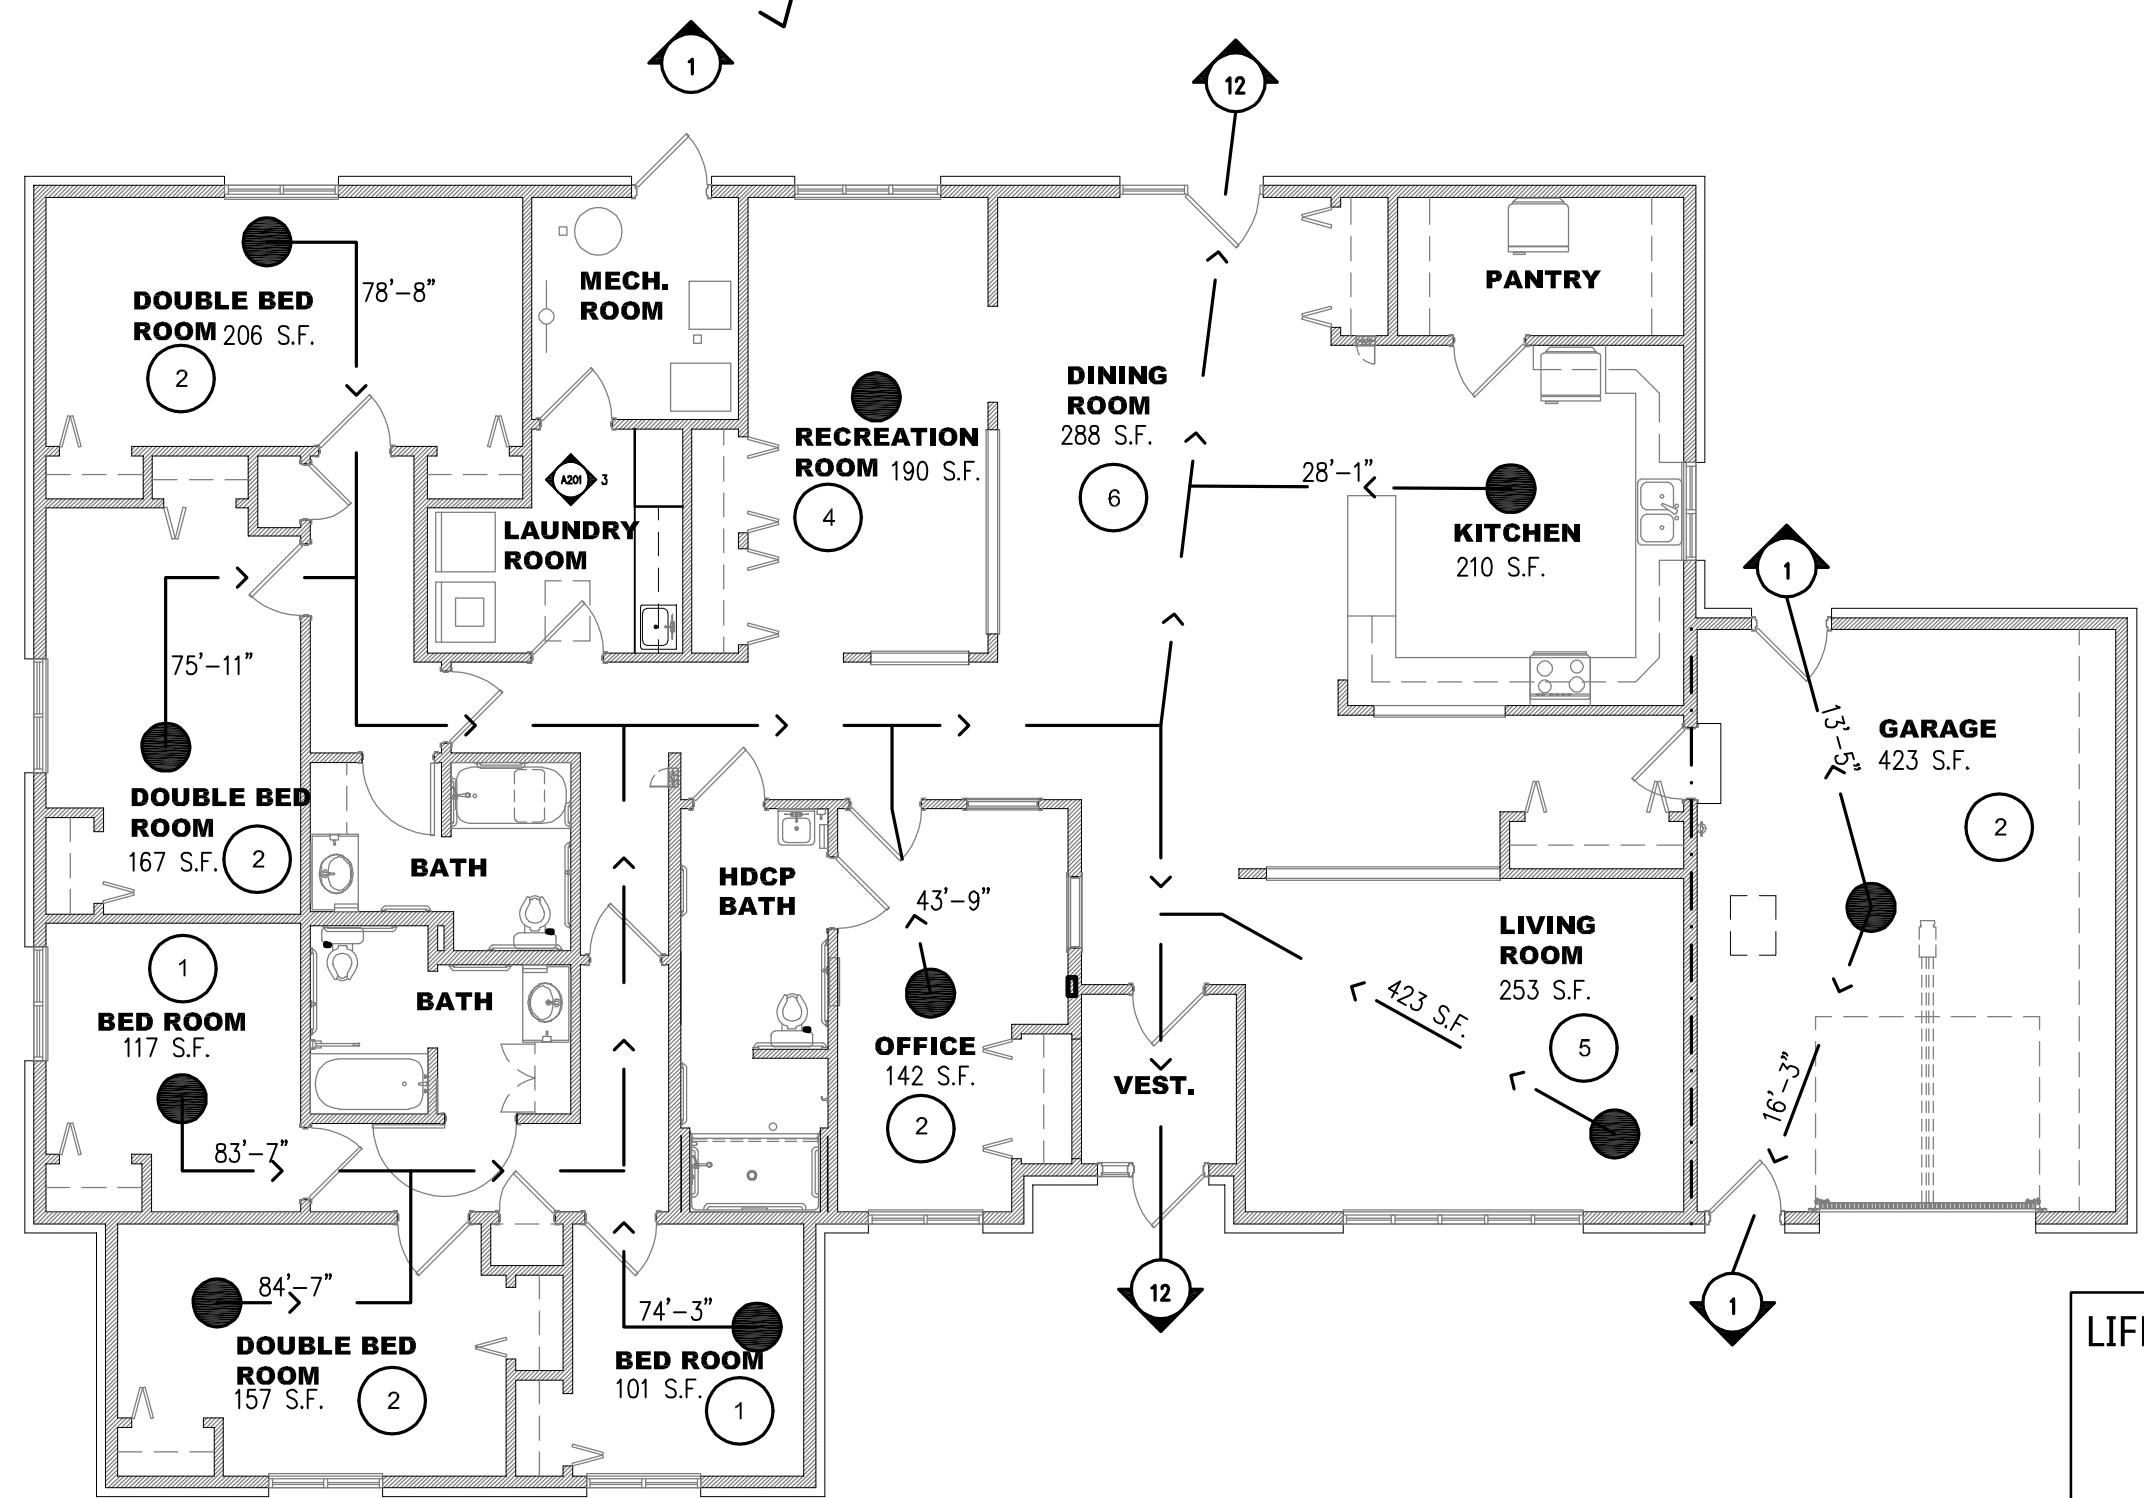 1
12
DOUBLE BED
ROOM 206 S.F.
2
78'-8"
MECH.
ROOM
PANTRY
DINING
ROOM
288 S.F.
6
RECREATION
ROOM 190 S.F.
4
A201 3
LAUNDRY
ROOM
28'-1"
KITCHEN
210 S.F.
1
75'-11"
DOUBLE BED
ROOM
167 S.F. 2
13'-5"
GARAGE
423 S.F.
2
BATH
HDCP
BATH
43'-9"
LIVING
ROOM
253 S.F.
5
423 S.F.
1
BED ROOM
117 S.F.
BATH
OFFICE
142 S.F.
2
VEST.
16'-3"
83'-7"
84'-7"
DOUBLE BED
ROOM
157 S.F.
2
74'-3"
BED ROOM
101 S.F.
1
12
1